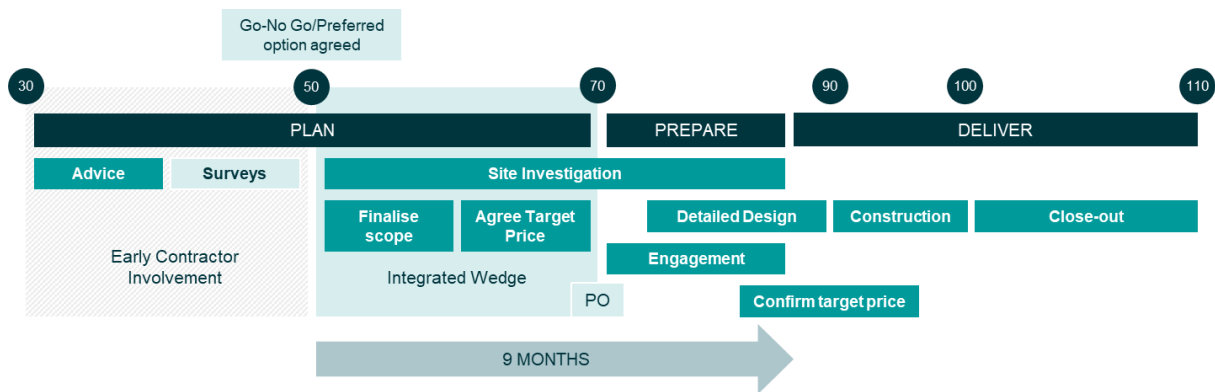 Go-No Go/Preferred
option agreed
30
50
70
90
100
110
PLAN
PREPARE
DELIVER
Advice
Surveys
Site Investigation
Finalise
scope
Agree Target
Price
Detailed Design
Construction
Close-out
Early Contractor
Involvement
Integrated Wedge
Engagement
PO
Confirm target price
9 MONTHS